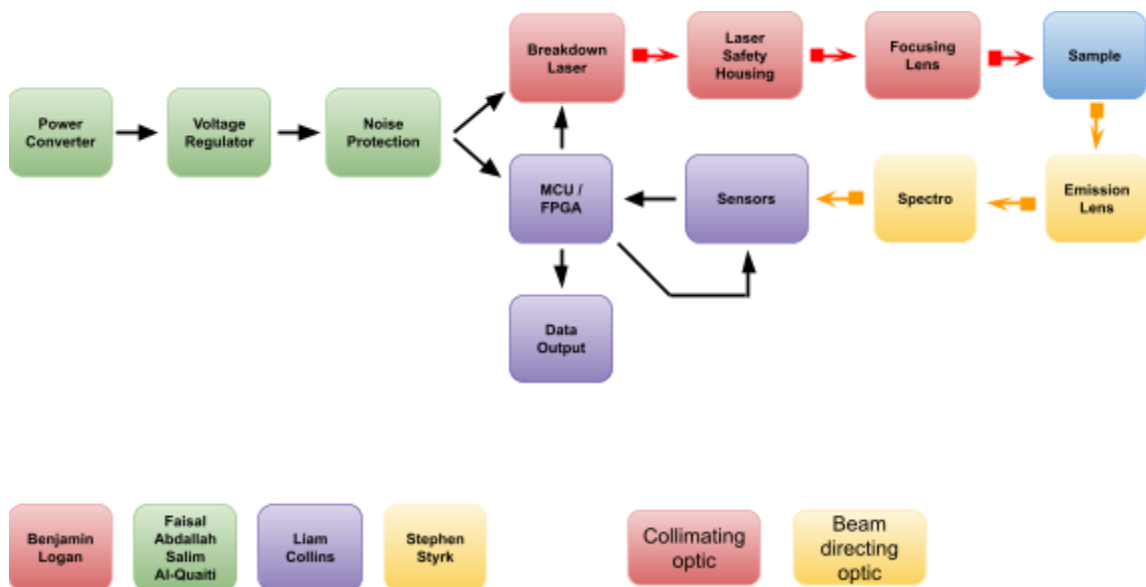 Breakdown
Laser
Laser
Safety
Housing
Focusing
Lens
Sample
Power
Converter
Voltage
Regulator
Noise
Protection
MCU /
FPGA
Sensors
Spectro
Emission
Lens
Data
Output
Benjamin
Logan
Faisal
Abdallah
Salim
Al-Quaiti
Liam
Collins
Stephen
Styrk
Collimating
optic
Beam
directing
optic